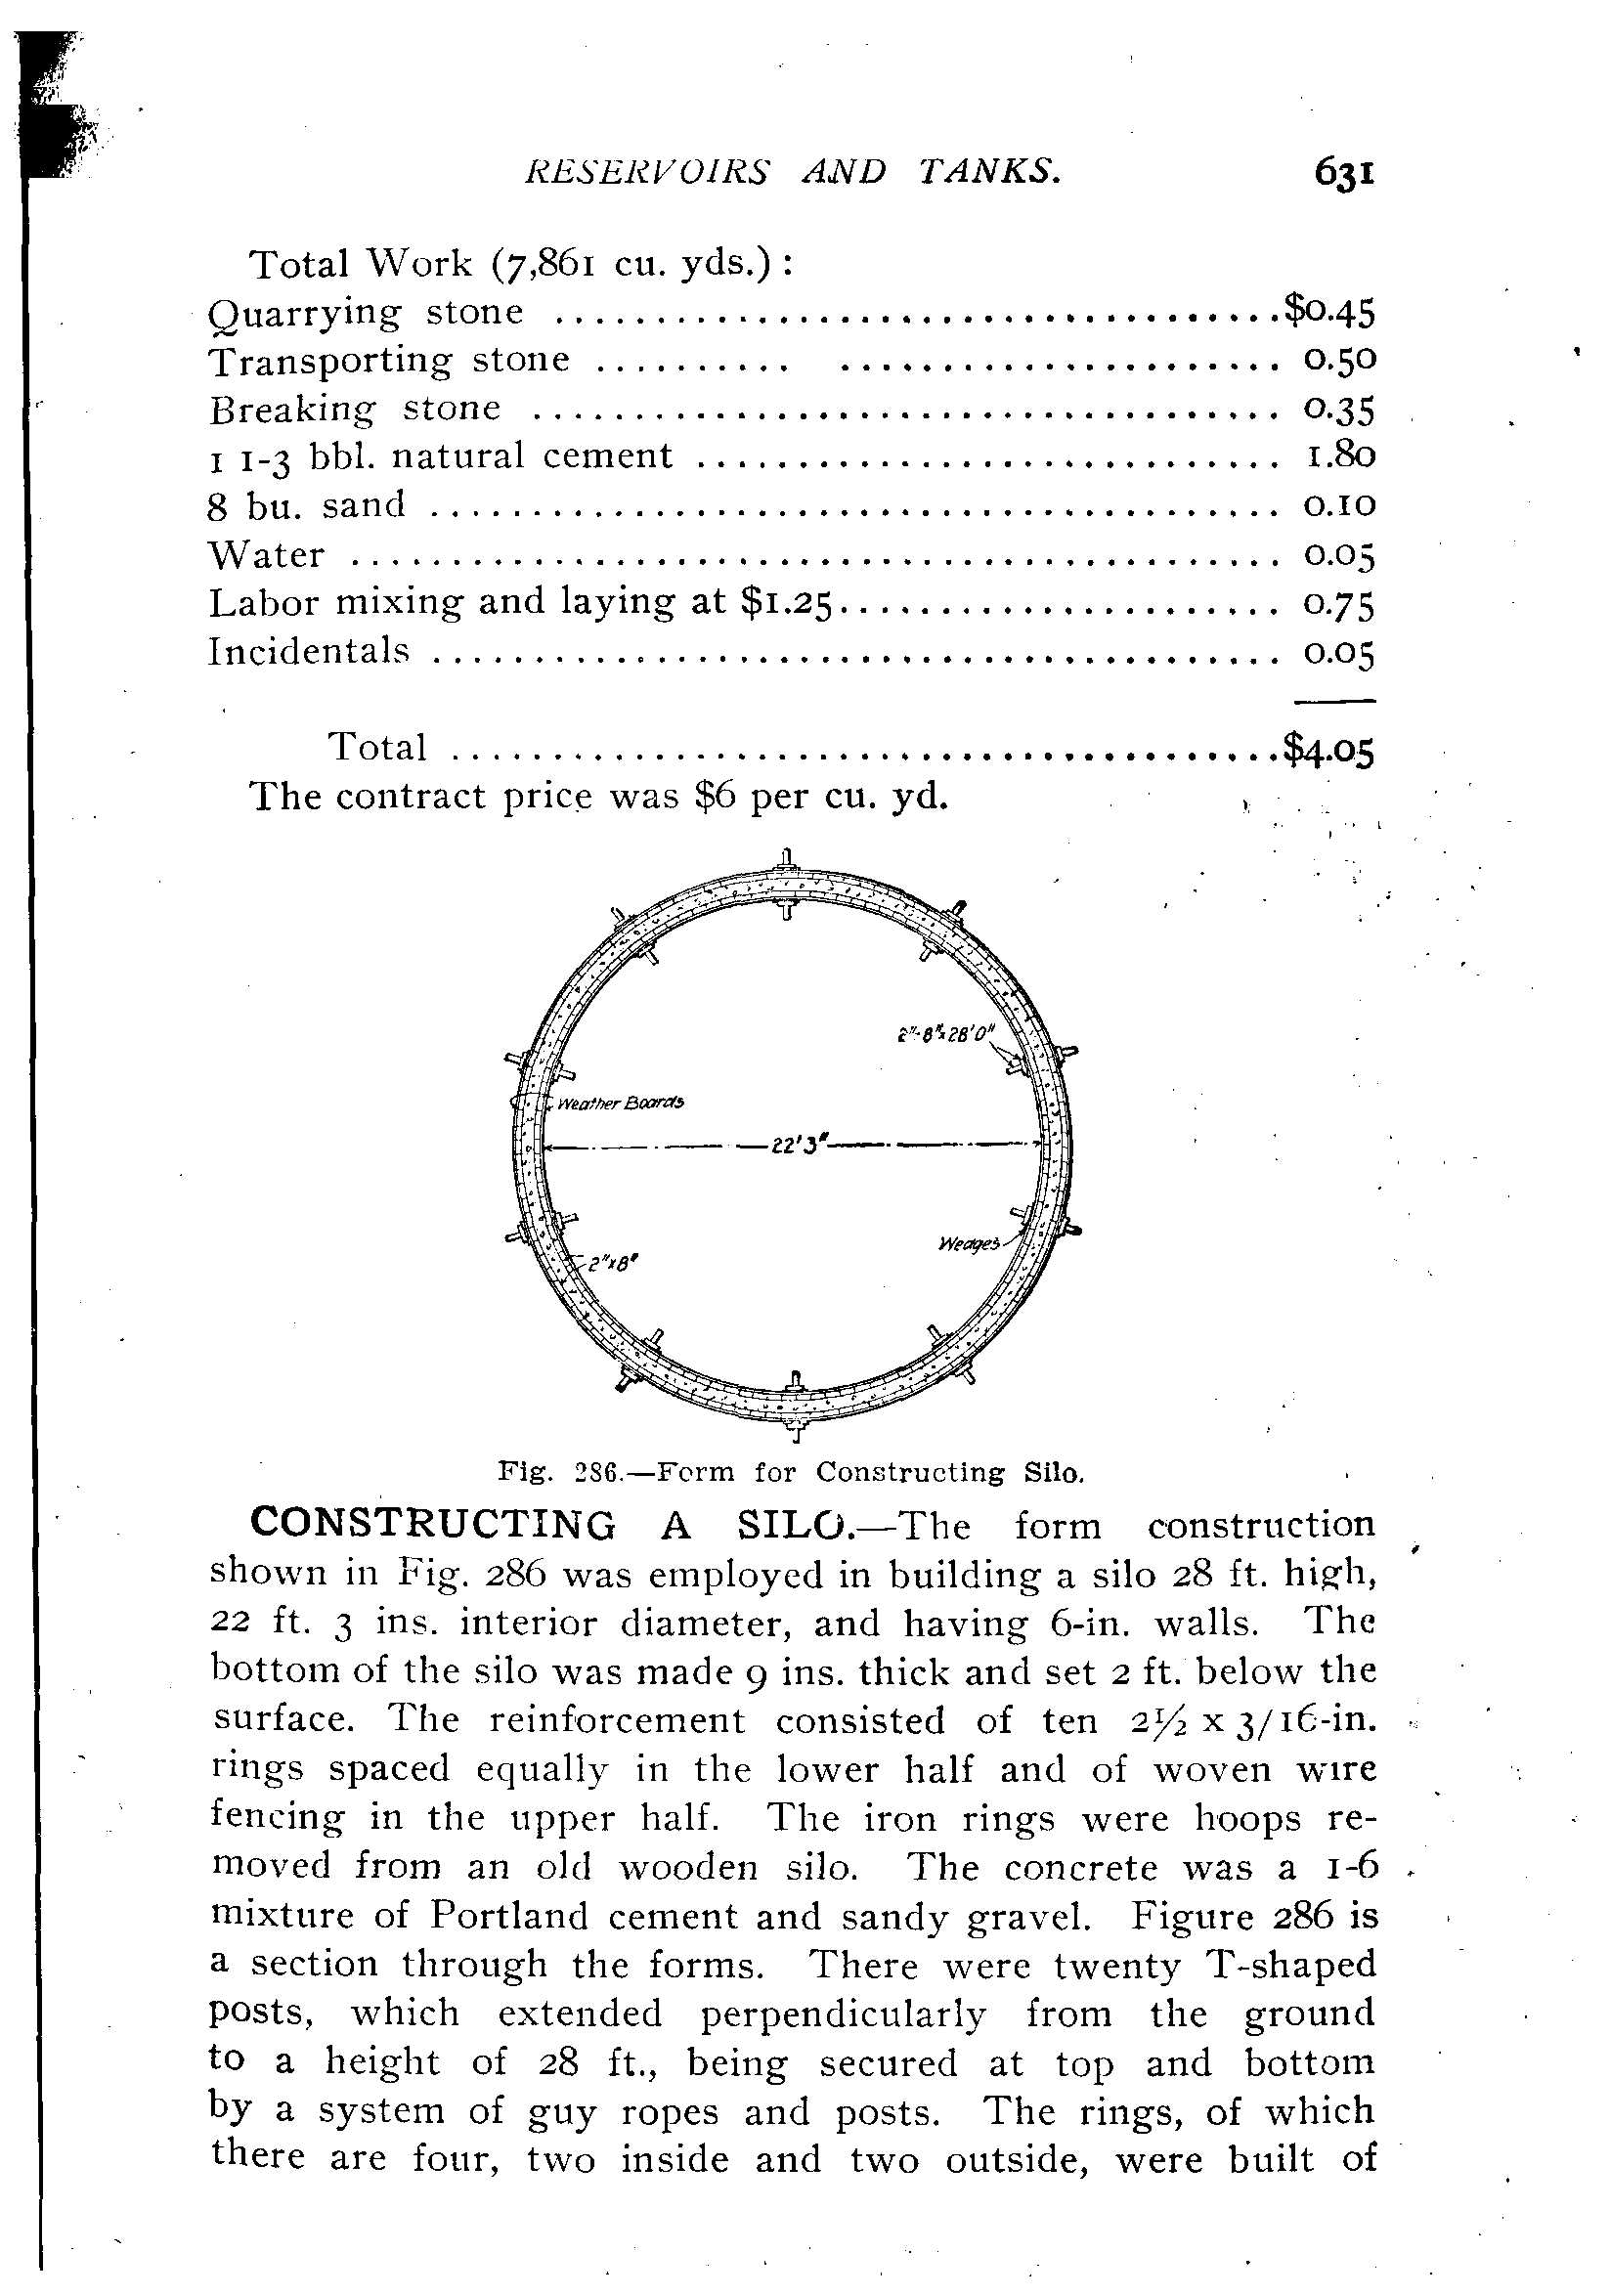 RESERVOIRS AND TANKS. 631
Total Work (7,861 cu. yds.) :
Quarrying stone ....................................$0.45
Transporting stone .......... ...................... 0.50
Breaking stone ..................................... 0.35
1 1-3 bbl. natural cement ............................. 1.80
8 bu. sand .......................................... 0.10
Water .............................................. 0.05
Labor mixing and laying at $1.25...................... 0.75
Incidentals .......................................... 0.05
Total .........................................$4.05
The contract price was $6 per cu. yd.
2"-8"x28'0"
Weather Boards
22'3"
Wedges
2"x8"
Fig. 286.—Form for Constructing Silo.
CONSTRUCTING A SILO.—The form construction
shown in Fig. 286 was employed in building a silo 28 ft. high,
22 ft. 3 ins. interior diameter, and having 6-in. walls. The
bottom of the silo was made 9 ins. thick and set 2 ft. below the
surface. The reinforcement consisted of ten 2½ x 3/16-in.
rings spaced equally in the lower half and of woven wire
fencing in the upper half. The iron rings were hoops re-
moved from an old wooden silo. The concrete was a 1-6
mixture of Portland cement and sandy gravel. Figure 286 is
a section through the forms. There were twenty T-shaped
posts, which extended perpendicularly from the ground
to a height of 28 ft., being secured at top and bottom
by a system of guy ropes and posts. The rings, of which
there are four, two inside and two outside, were built of